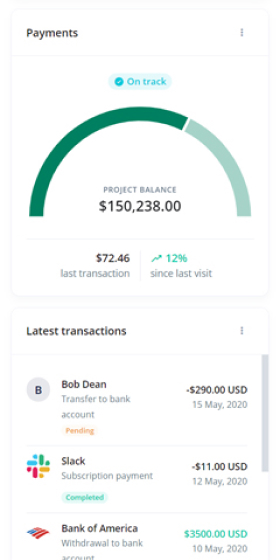 Payments
On track
PROJECT BALANCE
$150,238.00
$72.46
last transaction
12%
since last visit
Latest transactions
B
Bob Dean
Transfer to bank
account
Pending
-$290.00 USD
15 May, 2020
Slack
Subscription payment
Completed
-$11.00 USD
12 May, 2020
Bank of America
Withdrawal to bank
account
$3500.00 USD
10 May, 2020